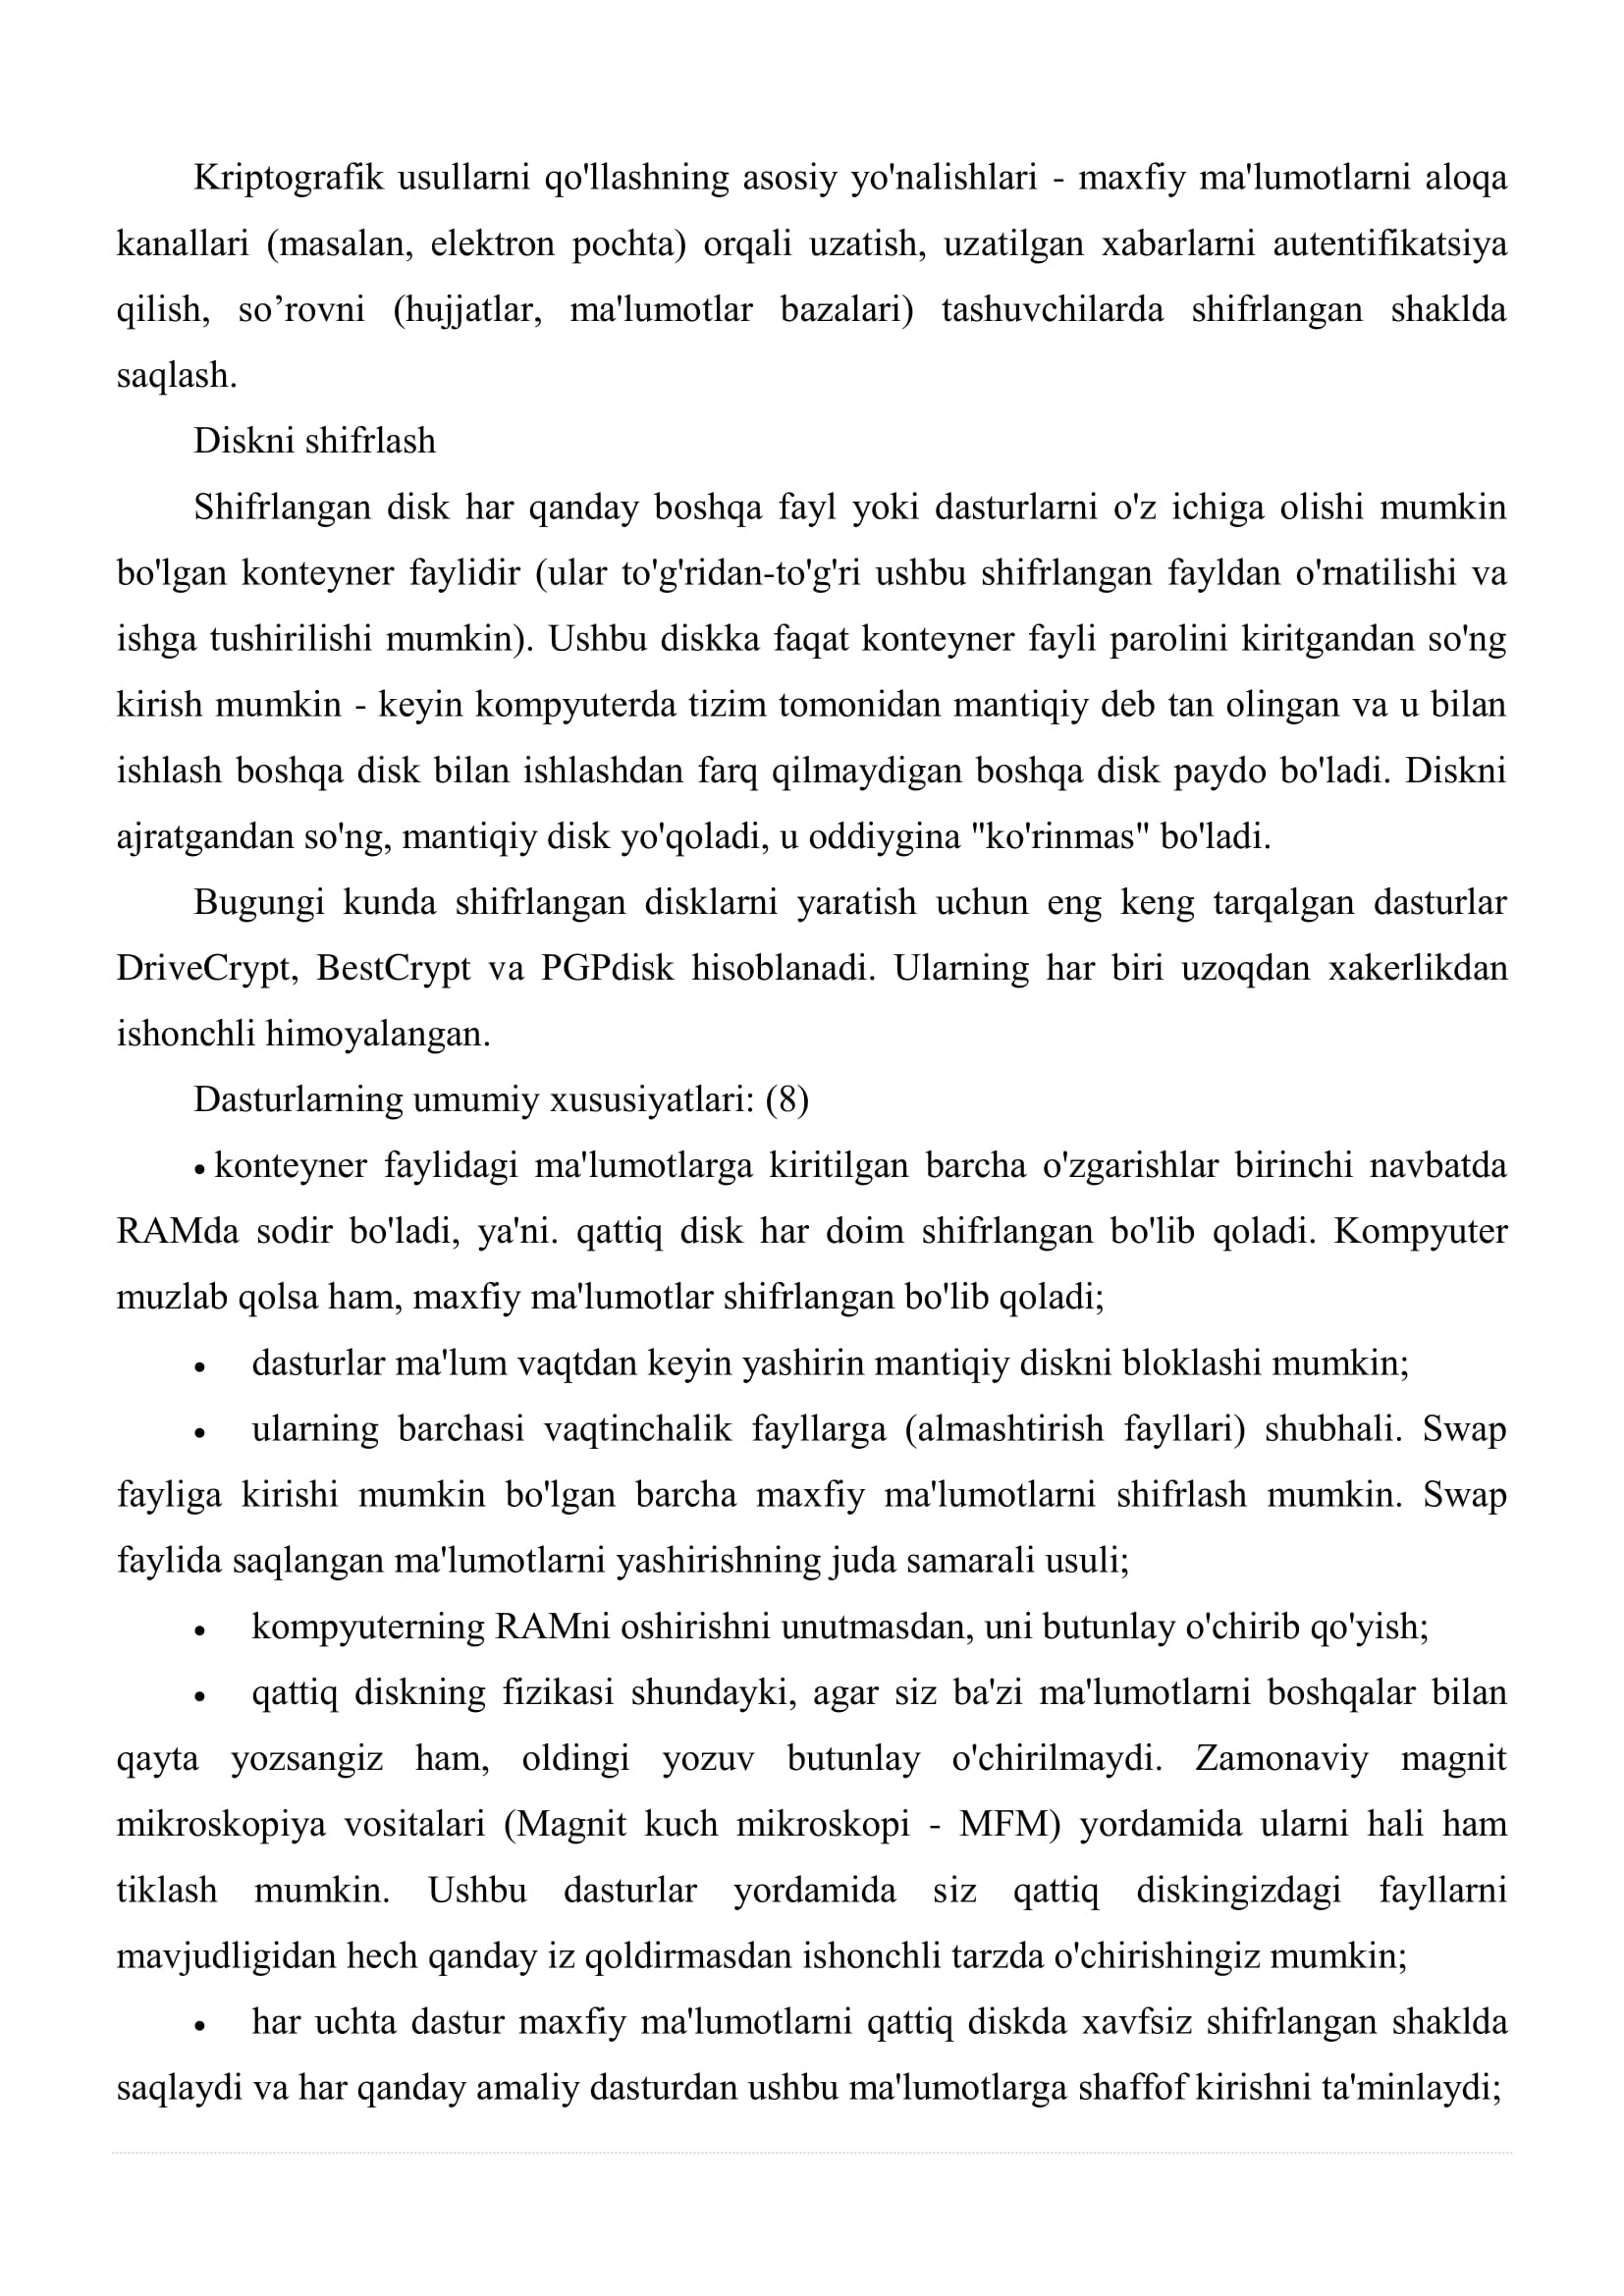 Kriptografik usullarni qo'llashning asosiy yo'nalishlari - maxfiy ma'lumotlarni aloqa
kanallari (masalan, elektron pochta) orqali uzatish, uzatilgan xabarlarni autentifikatsiya
qilish, so’rovni (hujjatlar, ma'lumotlar bazalari) tashuvchilarda shifrlangan shaklda
saqlash.
Diskni shifrlash
Shifrlangan disk har qanday boshqa fayl yoki dasturlarni o'z ichiga olishi mumkin
bo'lgan konteyner faylidir (ular to'g'ridan-to'g'ri ushbu shifrlangan fayldan o'rnatilishi va
ishga tushirilishi mumkin). Ushbu diskka faqat konteyner fayli parolini kiritgandan so'ng
kirish mumkin - keyin kompyuterda tizim tomonidan mantiqiy deb tan olingan va u bilan
ishlash boshqa disk bilan ishlashdan farq qilmaydigan boshqa disk paydo bo'ladi. Diskni
ajratgandan so'ng, mantiqiy disk yo'qoladi, u oddiygina "ko'rinmas" bo'ladi.
Bugungi kunda shifrlangan disklarni yaratish uchun eng keng tarqalgan dasturlar
DriveCrypt, BestCrypt va PGPdisk hisoblanadi. Ularning har biri uzoqdan xakerlikdan
ishonchli himoyalangan.
Dasturlarning umumiy xususiyatlari: (8)
• konteyner faylidagi ma'lumotlarga kiritilgan barcha o'zgarishlar birinchi navbatda
RAMda sodir bo'ladi, ya'ni. qattiq disk har doim shifrlangan bo'lib qoladi. Kompyuter
muzlab qolsa ham, maxfiy ma'lumotlar shifrlangan bo'lib qoladi;
• dasturlar ma'lum vaqtdan keyin yashirin mantiqiy diskni bloklashi mumkin;
• ularning barchasi vaqtinchalik fayllarga (almashtirish fayllari) shubhali. Swap
fayliga kirishi mumkin bo'lgan barcha maxfiy ma'lumotlarni shifrlash mumkin. Swap
faylida saqlangan ma'lumotlarni yashirishning juda samarali usuli;
• kompyuterning RAMni oshirishni unutmasdan, uni butunlay o'chirib qo'yish;
• qattiq diskning fizikasi shundayki, agar siz ba'zi ma'lumotlarni boshqalar bilan
qayta yozsangiz ham, oldingi yozuv butunlay o'chirilmaydi. Zamonaviy magnit
mikroskopiya vositalari (Magnit kuch mikroskopi - MFM) yordamida ularni hali ham
tiklash mumkin. Ushbu dasturlar yordamida siz qattiq diskingizdagi fayllarni
mavjudligidan hech qanday iz qoldirmasdan ishonchli tarzda o'chirishingiz mumkin;
• har uchta dastur maxfiy ma'lumotlarni qattiq diskda xavfsiz shifrlangan shaklda
saqlaydi va har qanday amaliy dasturdan ushbu ma'lumotlarga shaffof kirishni ta'minlaydi;